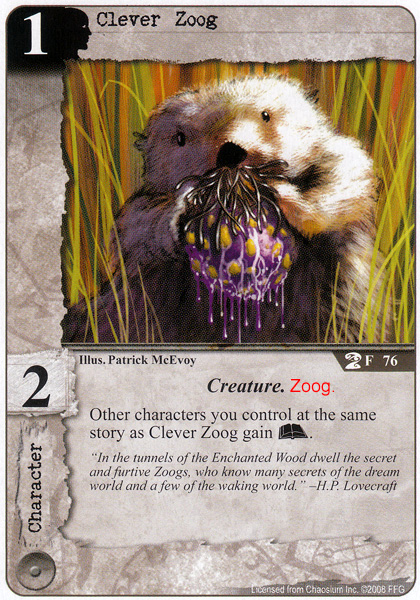 1
Clever Zoog
Illus. Patrick McEvoy
F 76
2
Creature. Zoog.
Other characters you control at the same
story as Clever Zoog gain .
“In the tunnels of the Enchanted Wood dwell the secret
and furtive Zoogs, who know many secrets of the dream
world and a few of the waking world.” –H.P. Lovecraft
Character
Licensed from Chaosium Inc. ©2008 FFG